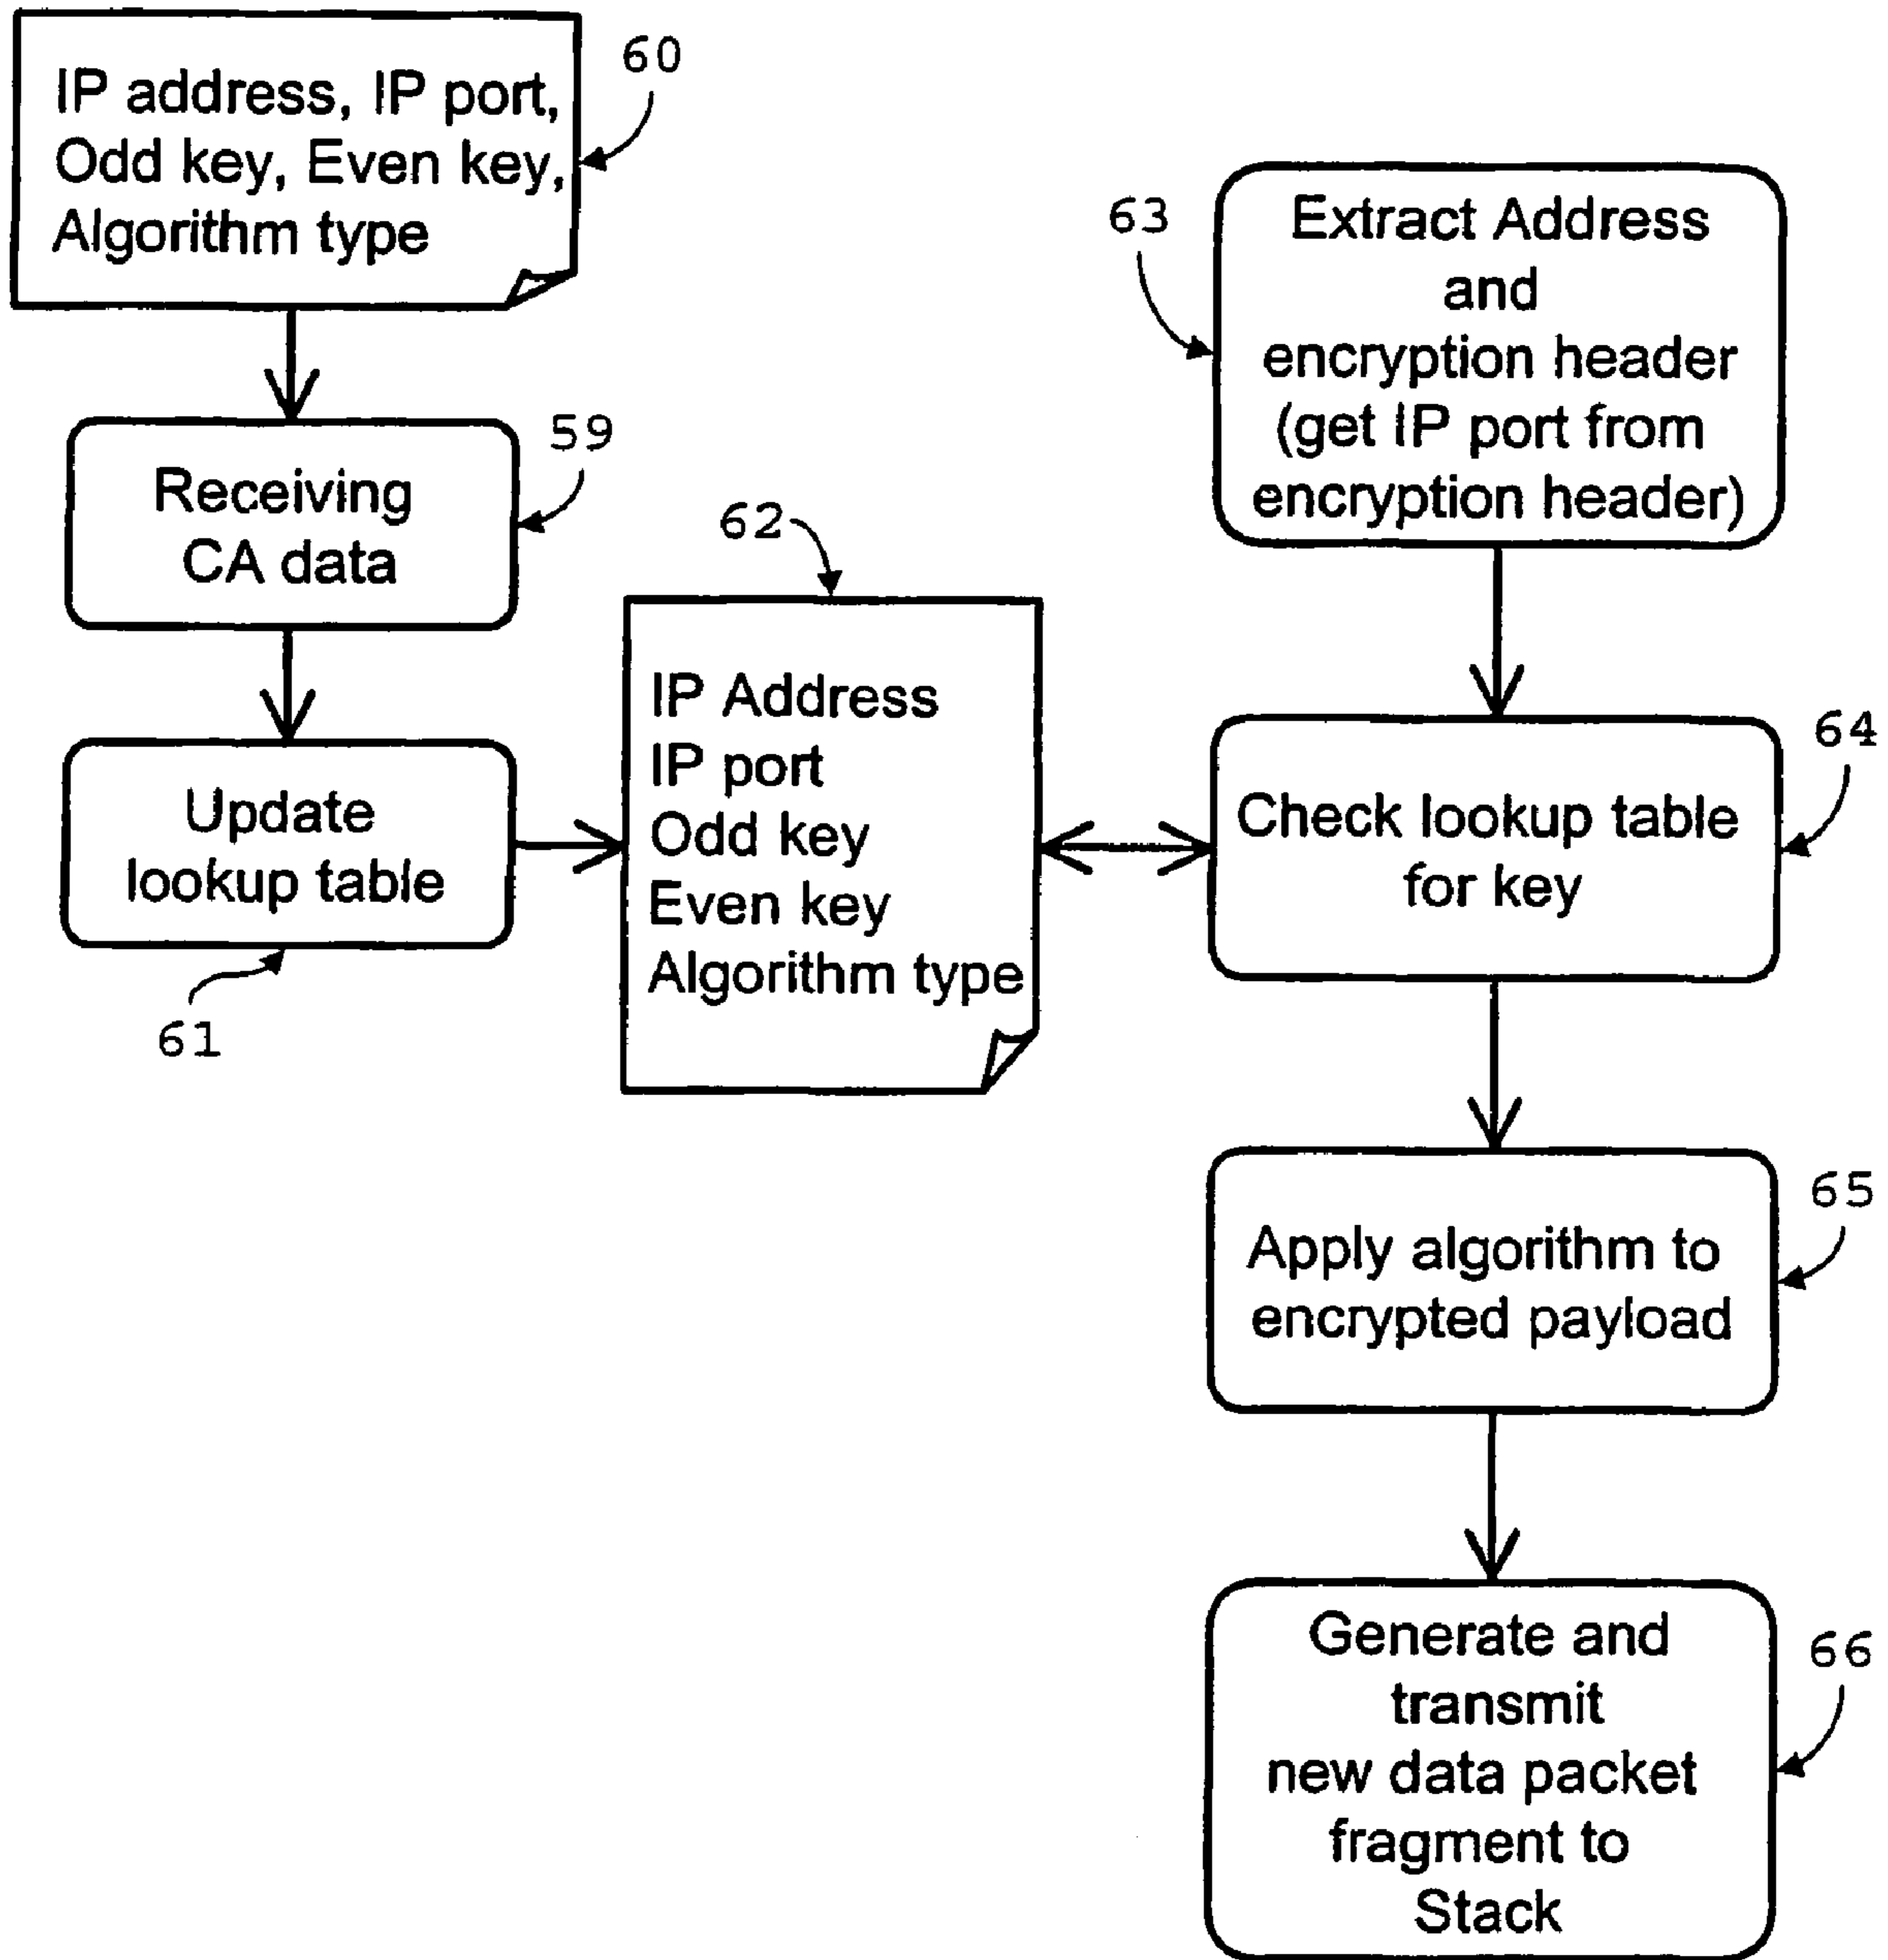 IP address, IP port,
Odd key, Even key,
Algorithm type
60
Receiving
CA data
59
Update
lookup table
61
62
IP Address
IP port
Odd key
Even key
Algorithm type
63
Extract Address
and
encryption header
(get IP port from
encryption header)
Check lookup table
for key
64
Apply algorithm to
encrypted payload
65
Generate and
transmit
new data packet
fragment to
Stack
66